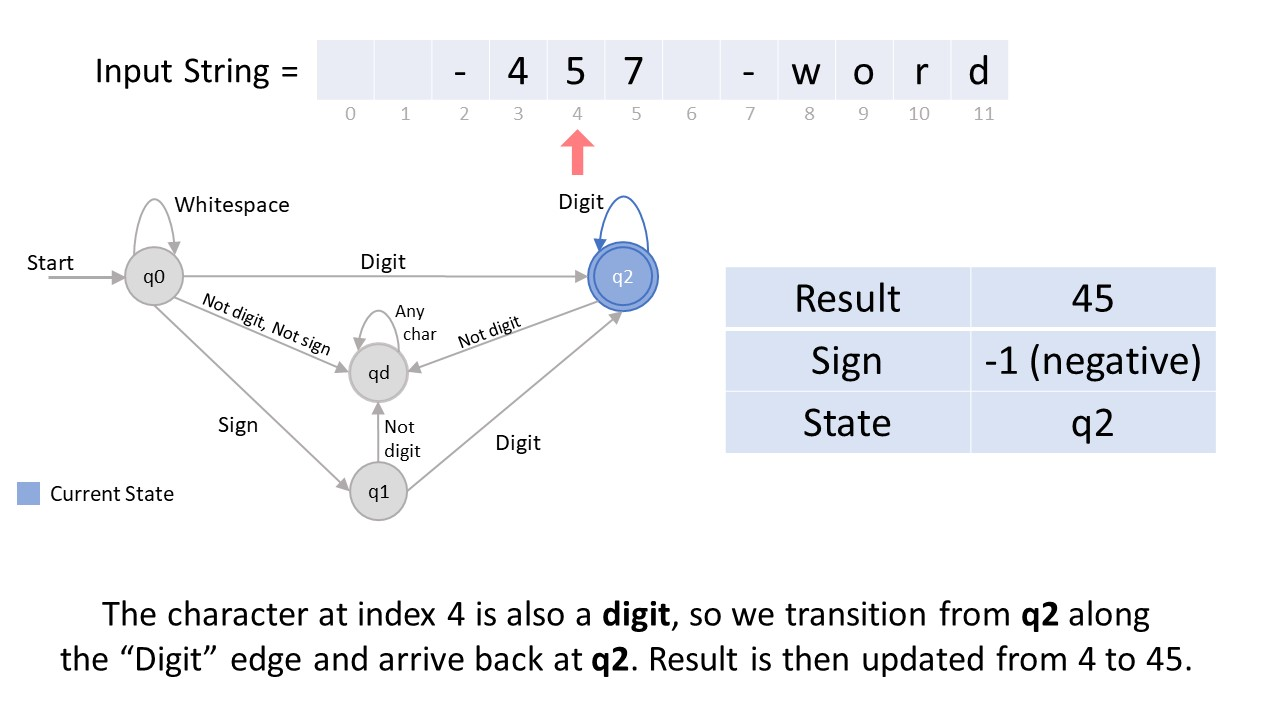 Input String = - 4 5 7 - w o r d
0 1 2 3 4 5 6 7 8 9 10 11
Whitespace
Digit
Start
q0
Digit
q2
Not digit, Not sign
Any
char
Not digit
qd
Sign
Not
digit
Digit
q1
Current State
Result 45
Sign -1 (negative)
State q2
The character at index 4 is also a digit, so we transition from q2 along
the “Digit” edge and arrive back at q2. Result is then updated from 4 to 45.